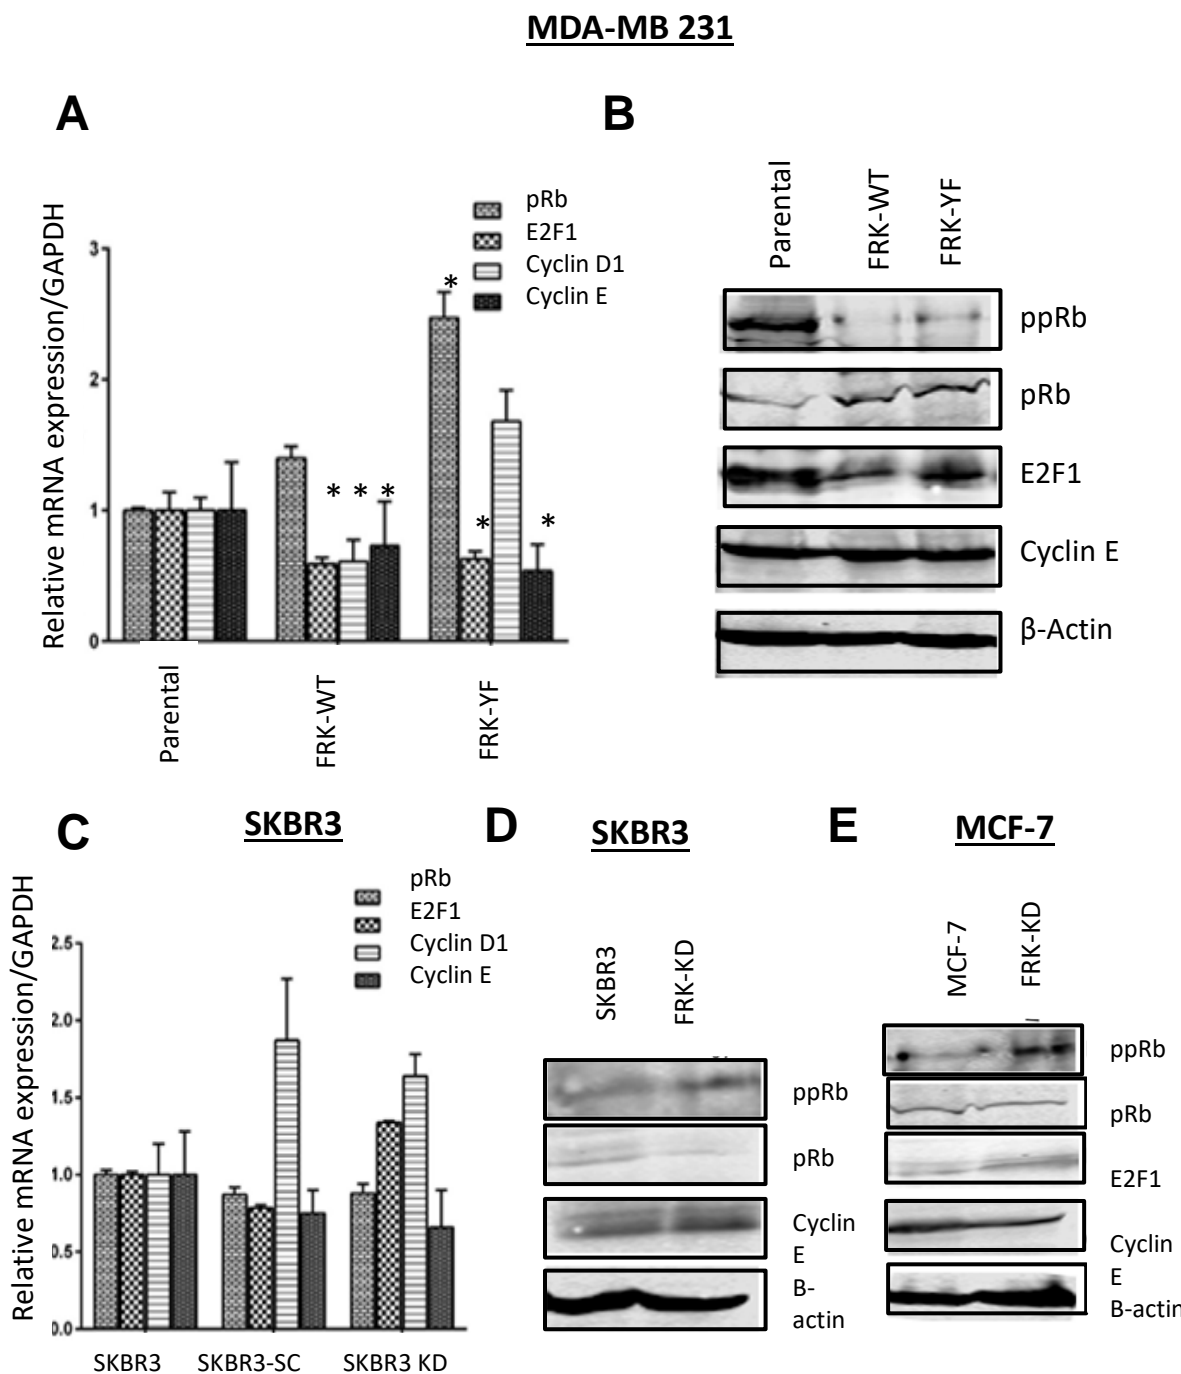 MDA-MB 231
A
B
Relative mRNA expression/GAPDH
3
2
1
0
pRb
E2F1
Cyclin D1
Cyclin E
*
* * *
*
*
Parental
FRK-WT
FRK-YF
Parental
FRK-WT
FRK-YF
ppRb
pRb
E2F1
Cyclin E
β-Actin
C
SKBR3
D
SKBR3
E
MCF-7
Relative mRNA expression/GAPDH
2.5
2.0
1.5
1.0
0.5
0.0
pRb
E2F1
Cyclin D1
Cyclin E
SKBR3
SKBR3-SC
SKBR3 KD
SKBR3
FRK-KD
ppRb
pRb
Cyclin
E
B-
actin
MCF-7
FRK-KD
ppRb
pRb
E2F1
Cyclin
E
B-actin